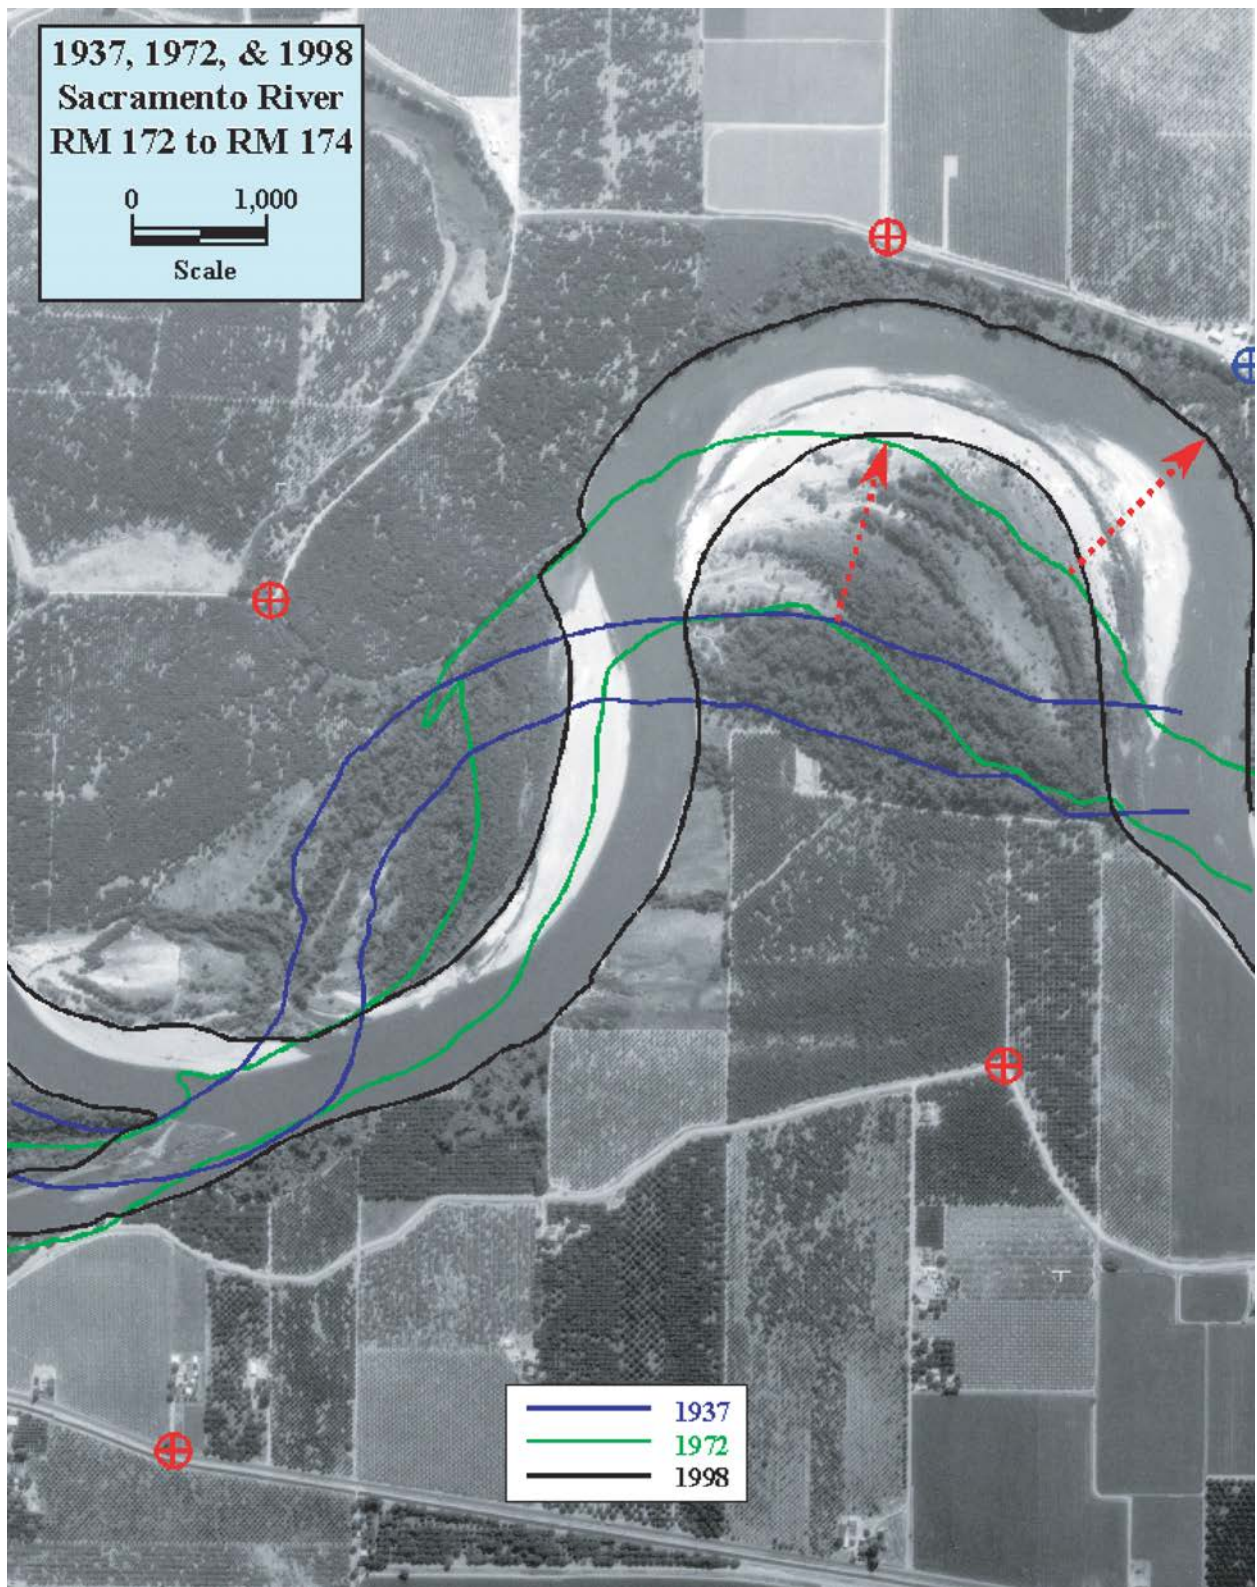 1937, 1972, & 1998
Sacramento River
RM 172 to RM 174
0 1,000
Scale
1937
1972
1998